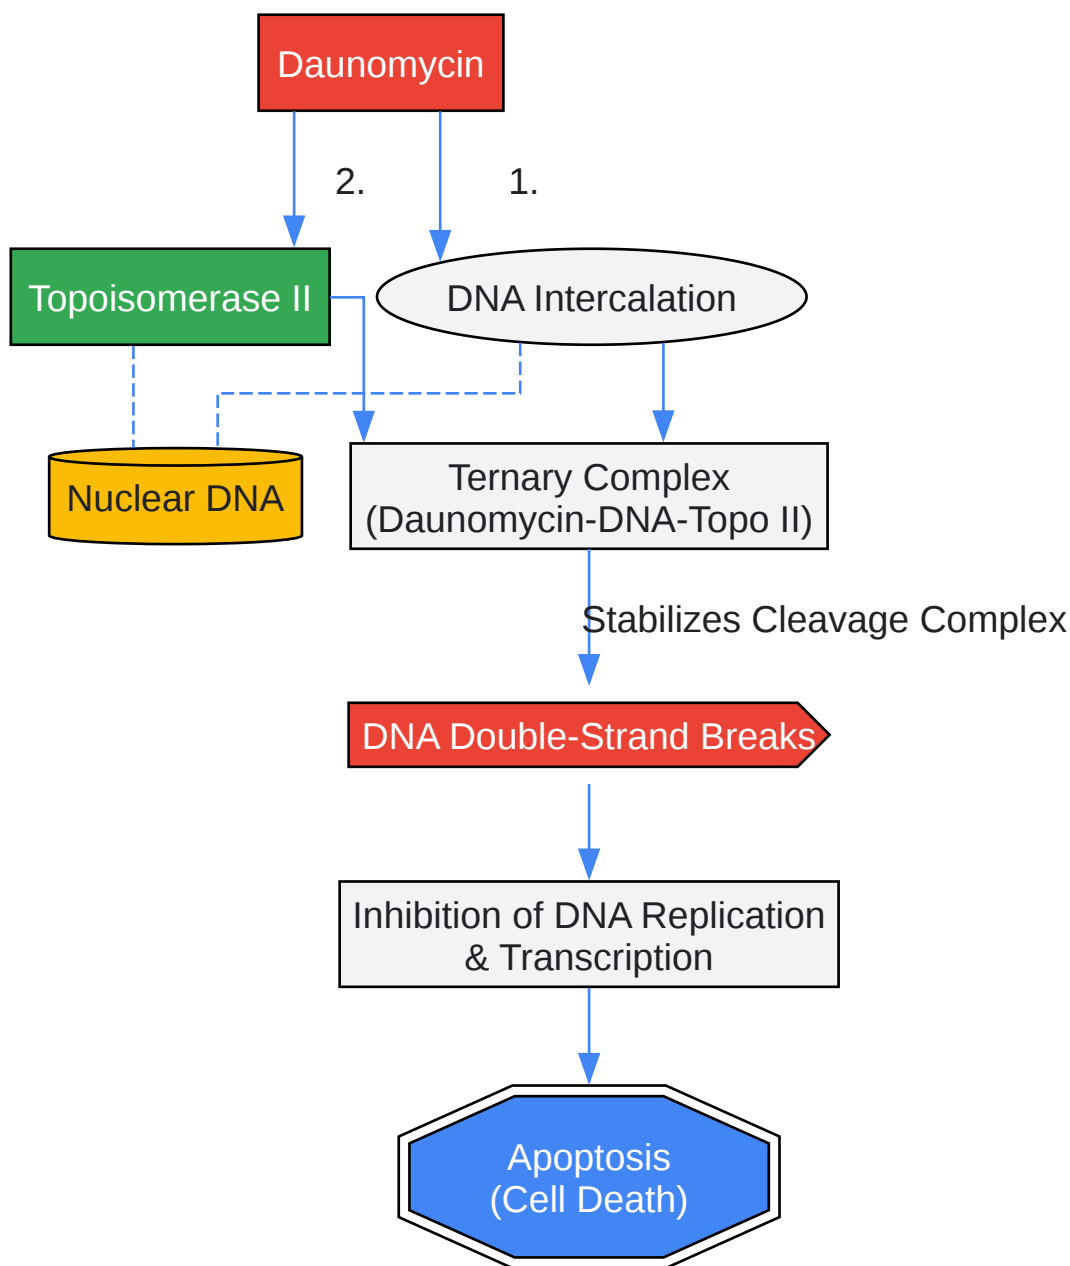 Daunomycin
2.
1.
Topoisomerase II
DNA Intercalation
Nuclear DNA
Ternary Complex
(Daunomycin-DNA-Topo II)
Stabilizes Cleavage Complex
DNA Double-Strand Breaks
Inhibition of DNA Replication
& Transcription
Apoptosis
(Cell Death)